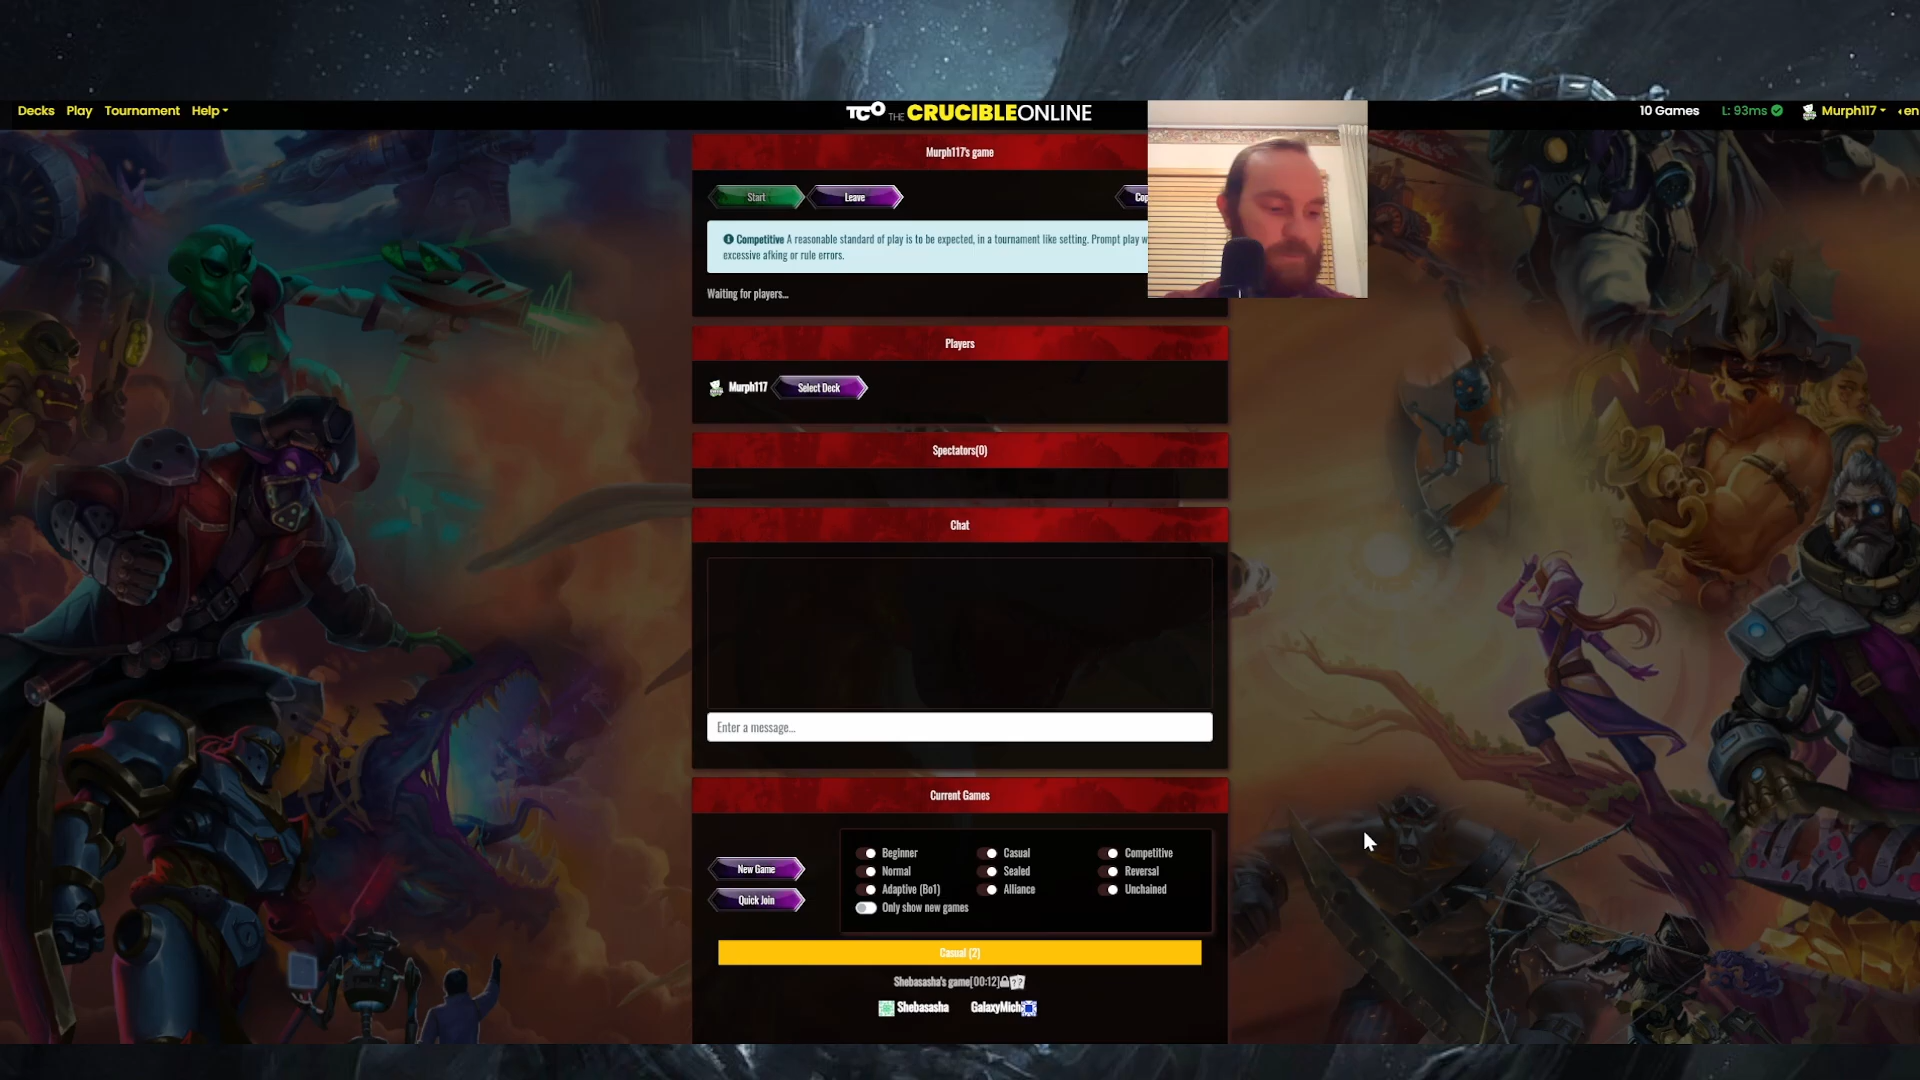 Decks Play Tournament Help
TCO THE CRUCIBLEONLINE
10 Games L: 93ms Murph117 en
Murph117's game
Start Leave
Competitive A reasonable standard of play is to be expected, in a tournament like setting. Prompt play
excessive afking or rule errors.
Waiting for players...
Players
Murph117 Select Deck
Spectators(0)
Chat
Enter a message...
Current Games
New Game
Quick Join
Beginner Casual Competitive
Normal Sealed Reversal
Adaptive (Bo1) Alliance Unchained
Only show new games
Casual (2)
Shebasasha's game[00:12]
Shebasasha GalaxyMich